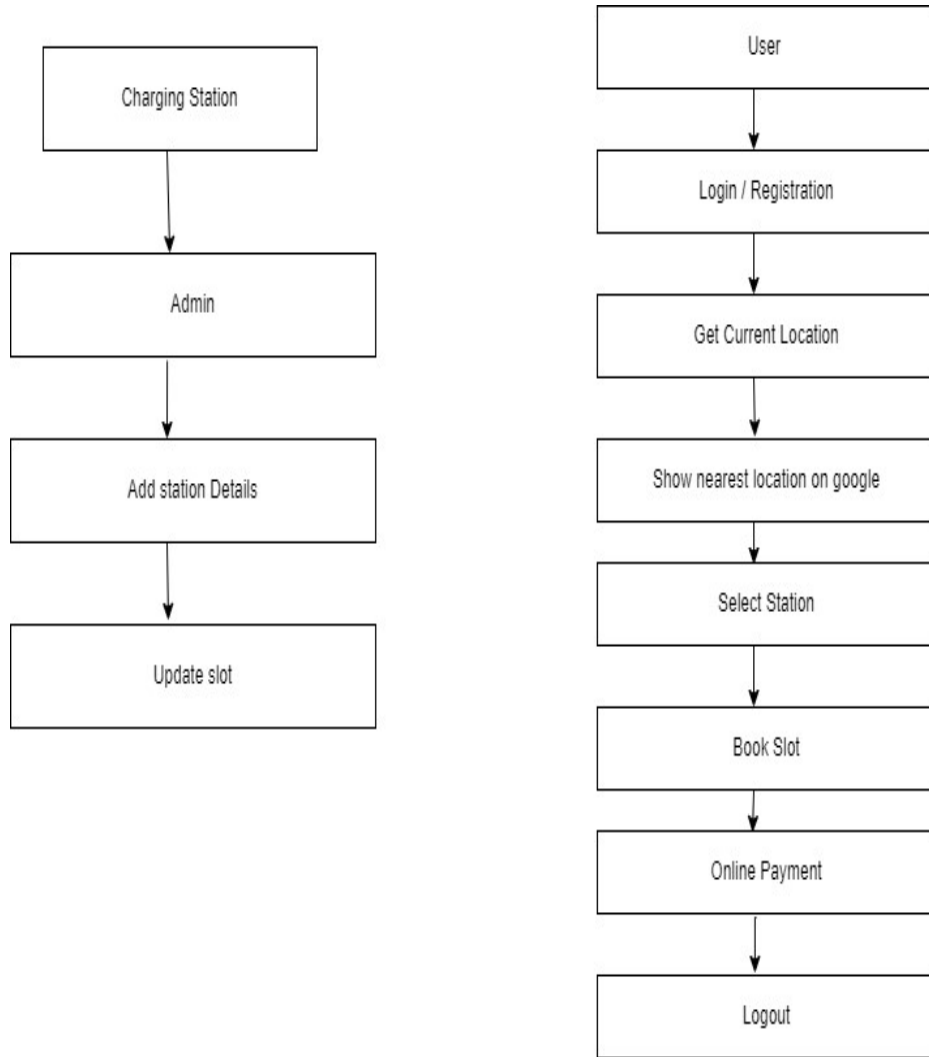 Charging Station
Admin
Add station Details
Update slot
User
Login / Registration
Get Current Location
Show nearest location on google
Select Station
Book Slot
Online Payment
Logout